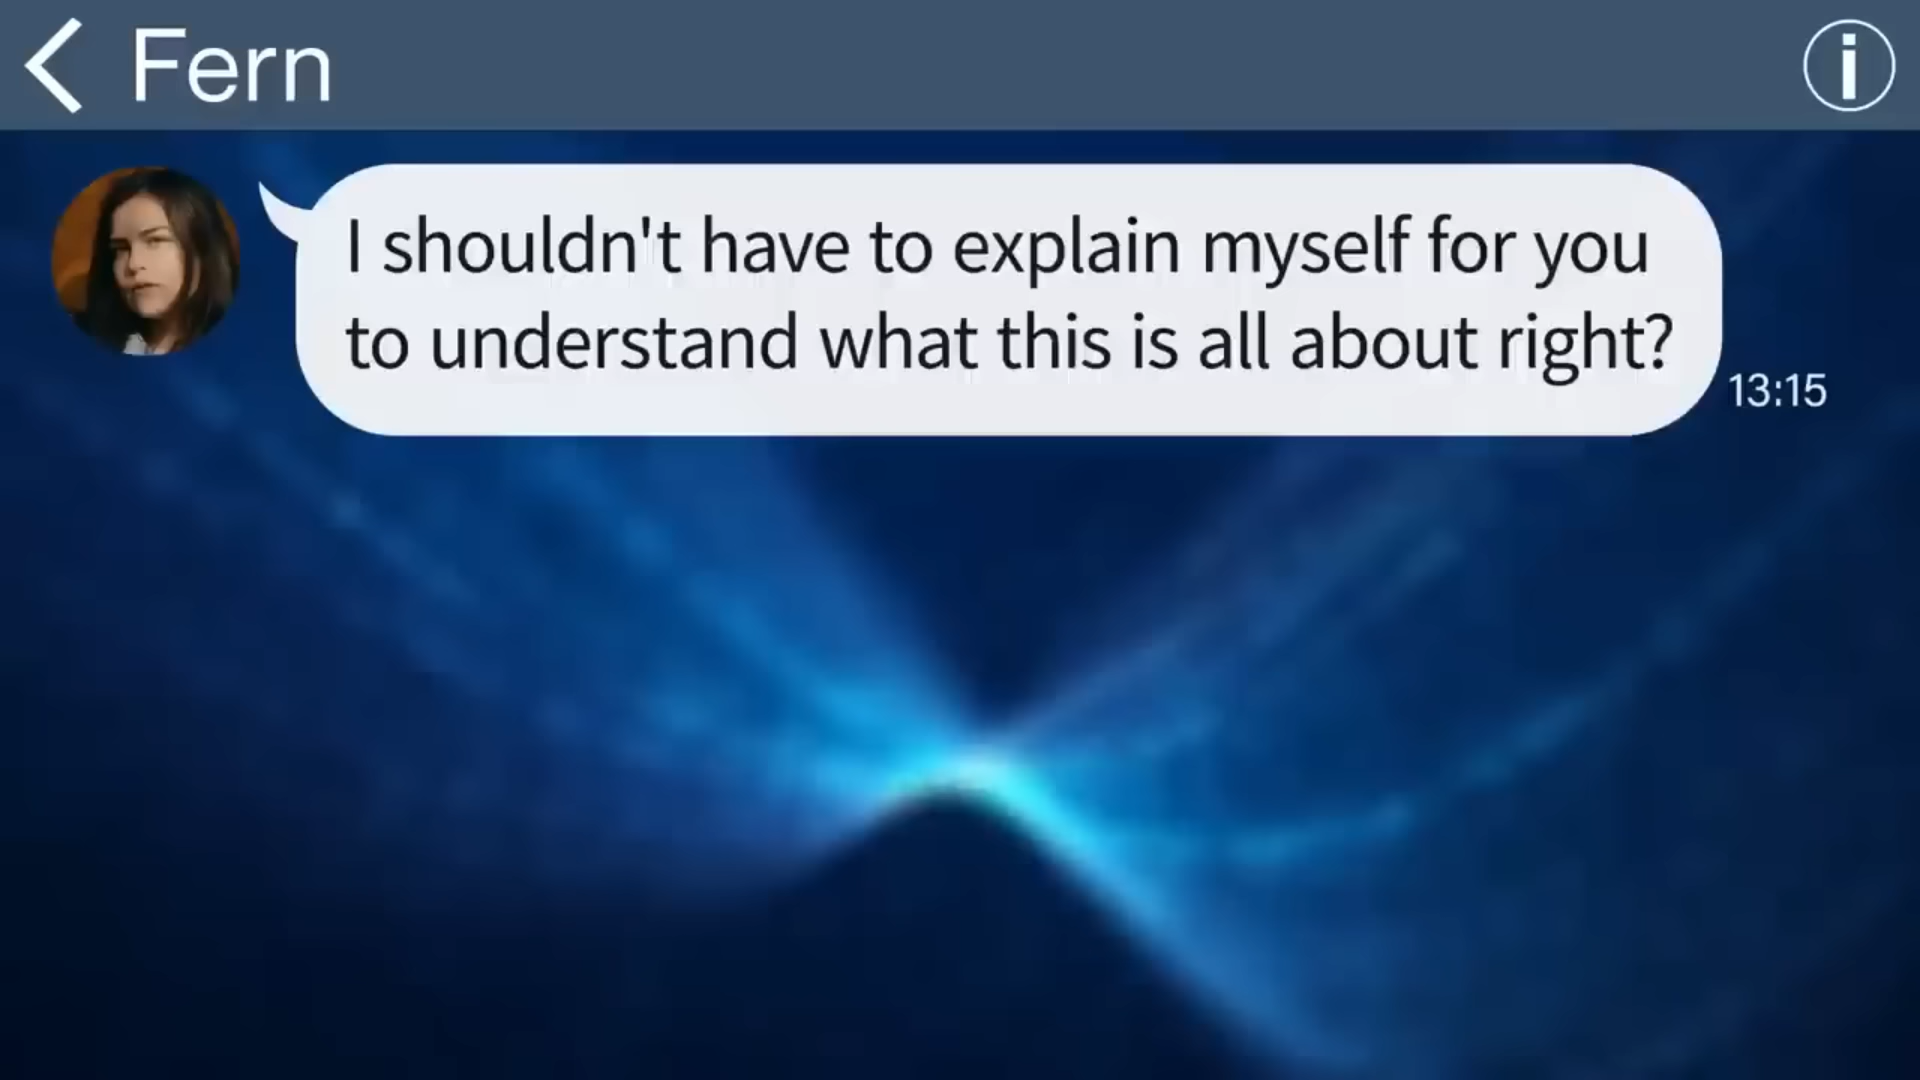 Fern
I shouldn't have to explain myself for you
to understand what this is all about right?
13:15